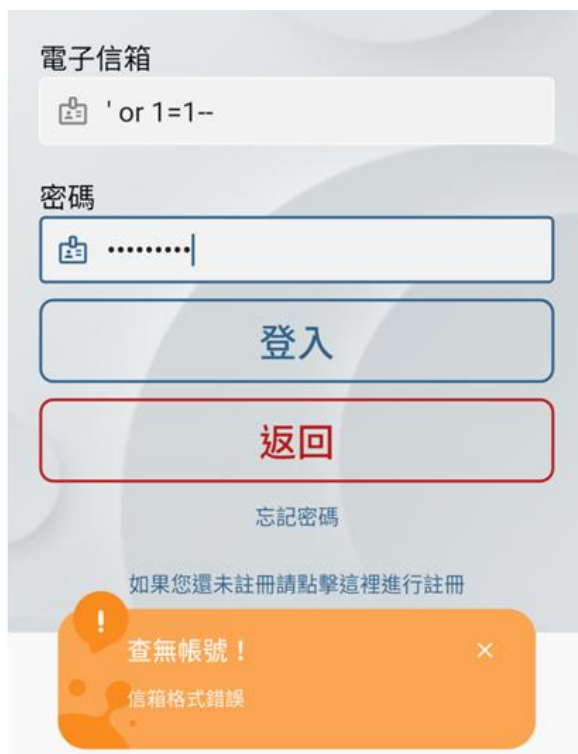 電子信箱
' or 1=1--
密碼
•••••••••
登入
返回
忘記密碼
如果您還未註冊請點擊這裡進行註冊
查無帳號！
信箱格式錯誤